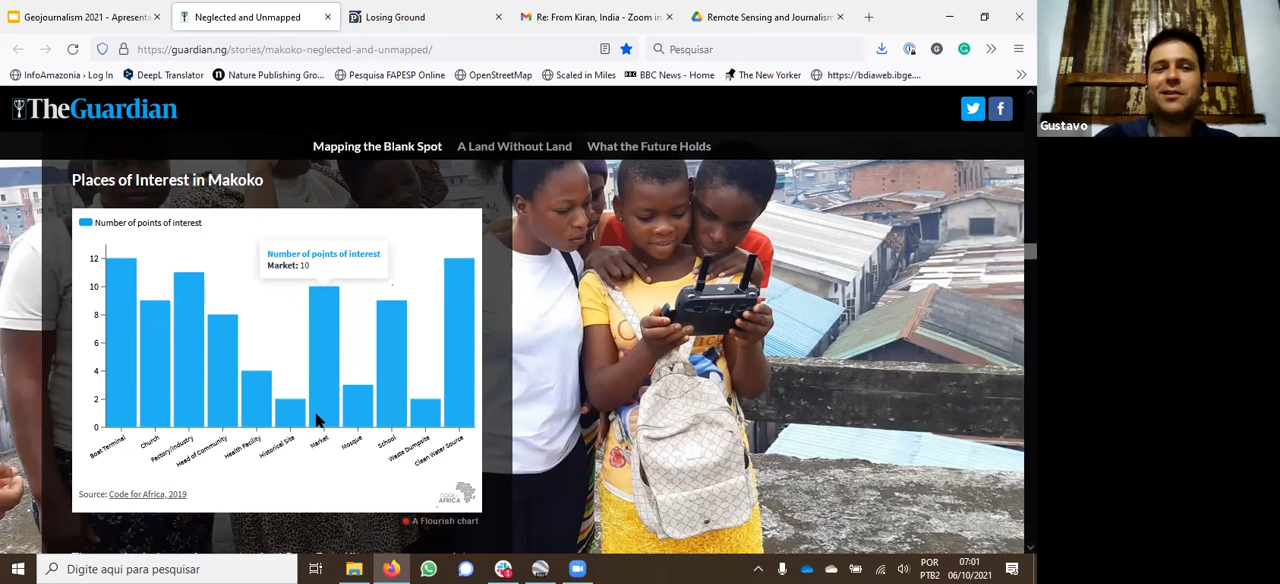 Geojournalism 2021 - Apresenta
Neglected and Unmapped
Losing Ground
Re: From Kiran, India - Zoom in
Remote Sensing and Journalism
https://guardian.ng/stories/makoko-neglected-and-unmapped/
Pesquisar
InfoAmazonia › Log In
DeepL Translator
Nature Publishing Gro...
Pesquisa FAPESP Online
OpenStreetMap
Scaled in Miles
BBC News - Home
The New Yorker
https://bdiaweb.ibge....
TheGuardian
Gustavo
Mapping the Blank Spot
A Land Without Land
What the Future Holds
Places of Interest in Makoko
Number of points of interest
Number of points of interest
Market: 10
12
10
8
6
4
2
0
Boat Terminal
Church
Factory/Industry
Head of Community
Health Facility
Historical Site
Market
Mosque
School
Waste Dumpsite
Clean Water Source
Source: Code for Africa, 2019
CODE for AFRICA
A Flourish chart
Digite aqui para pesquisar
POR
PTB2
07:01
06/10/2021